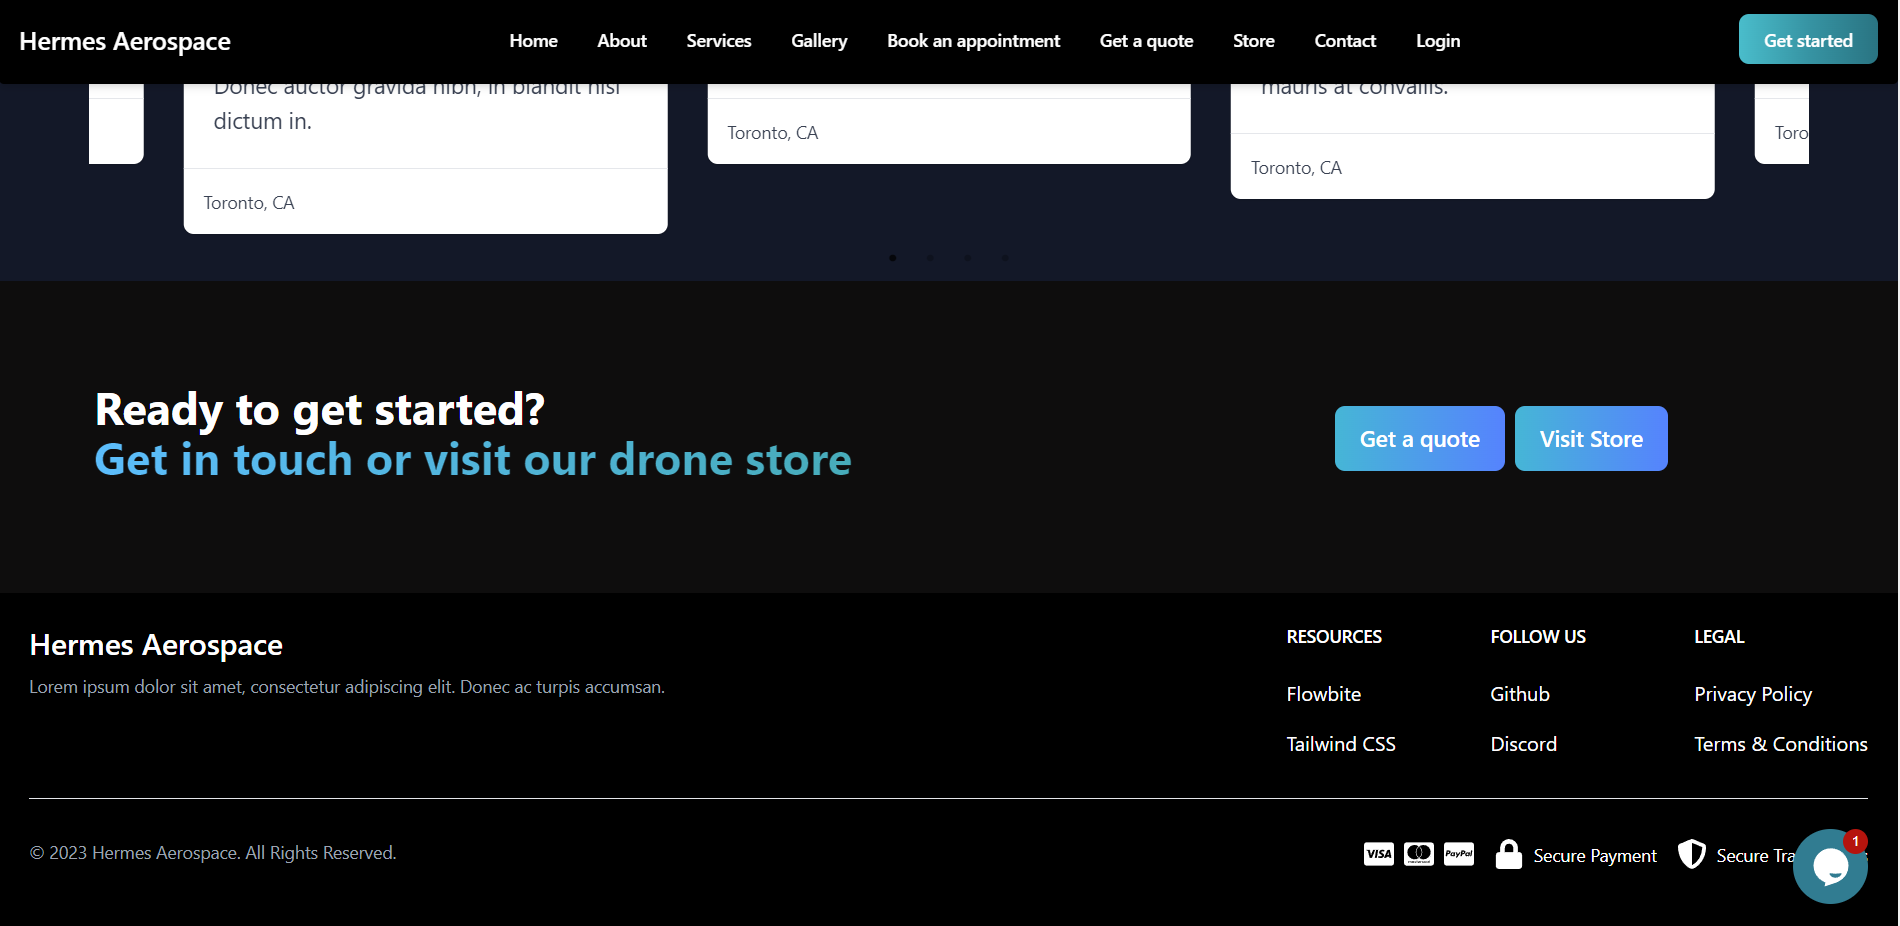 Hermes Aerospace
Home About Services Gallery Book an appointment Get a quote Store Contact Login
Get started
Donec auctor gravida nibh, in blandit nisl
dictum in.
Toronto, CA
Toronto, CA
mauris at convallis.
Toronto, CA
Toro
Ready to get started?
Get in touch or visit our drone store
Get a quote
Visit Store
Hermes Aerospace
Lorem ipsum dolor sit amet, consectetur adipiscing elit. Donec ac turpis accumsan.
RESOURCES
Flowbite
Tailwind CSS
FOLLOW US
Github
Discord
LEGAL
Privacy Policy
Terms & Conditions
© 2023 Hermes Aerospace. All Rights Reserved.
VISA mastercard PayPal Secure Payment Secure Tra
1